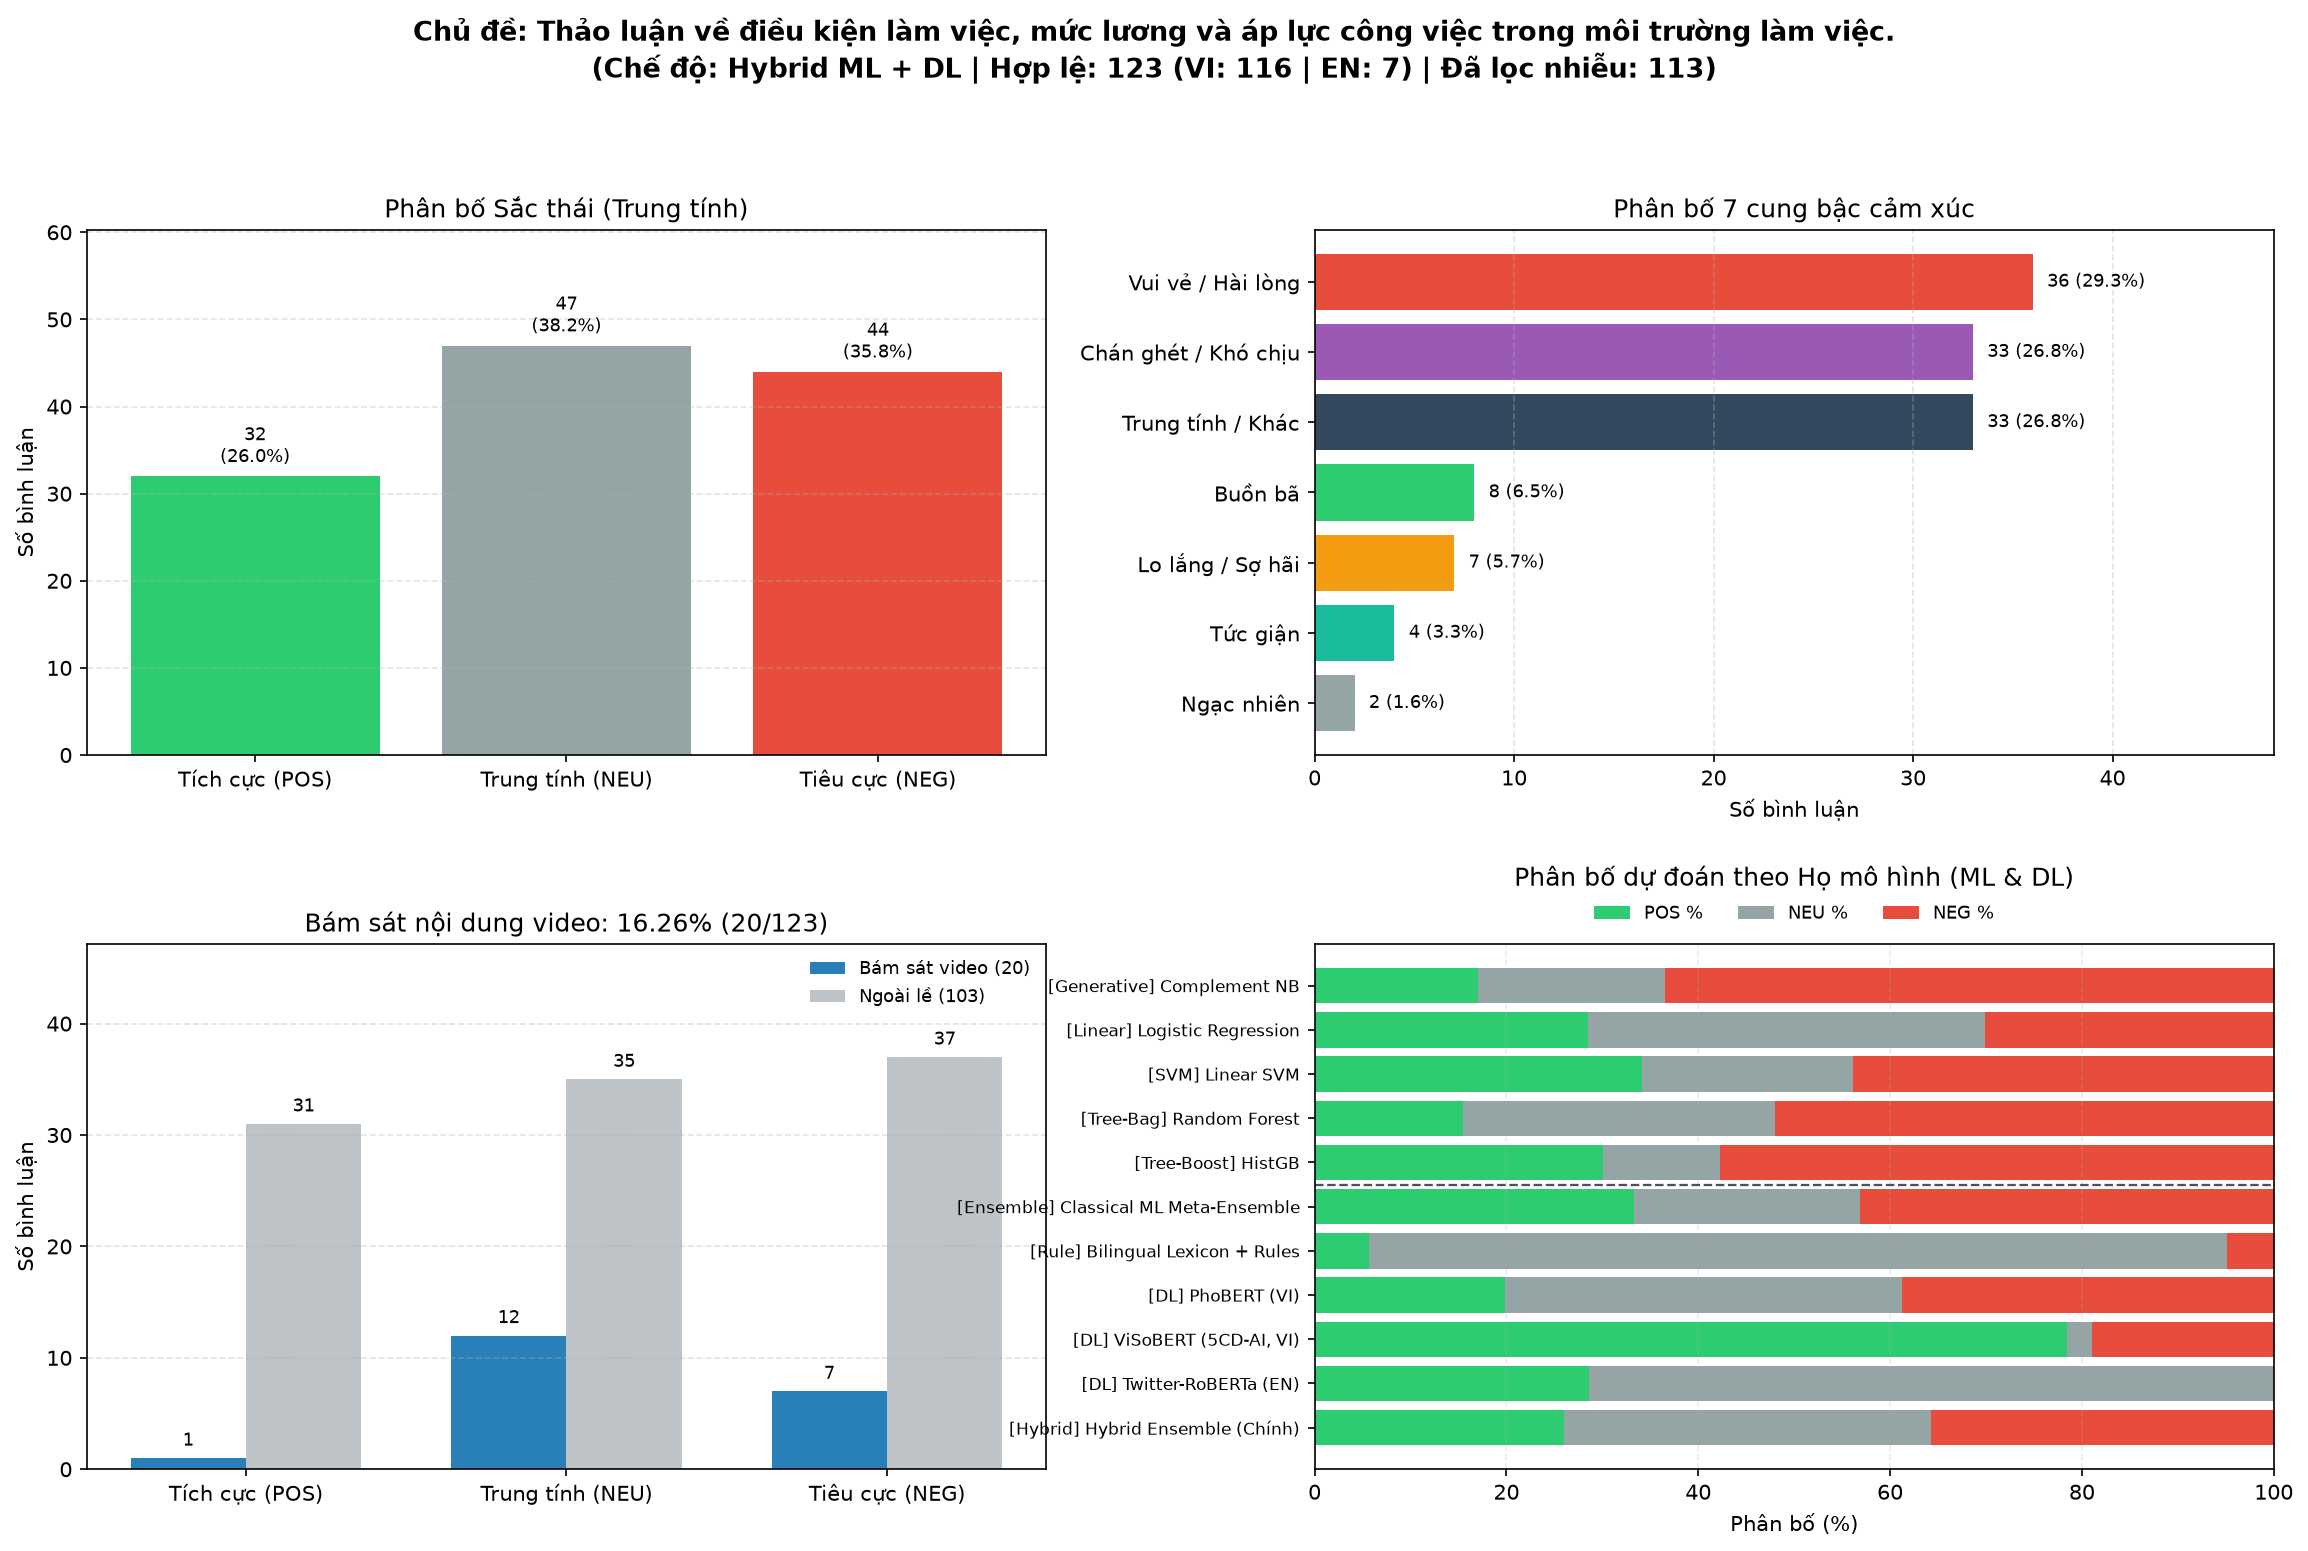 Chủ đề: Thảo luận về điều kiện làm việc, mức lương và áp lực công việc trong môi trường làm việc.
(Chế độ: Hybrid ML + DL | Hợp lệ: 123 (VI: 116 | EN: 7) | Đã lọc nhiễu: 113)
Phân bố Sắc thái (Trung tính)
Số bình luận
60
50
40
30
20
10
0
32
(26.0%)
47
(38.2%)
44
(35.8%)
Tích cực (POS)
Trung tính (NEU)
Tiêu cực (NEG)
Phân bố 7 cung bậc cảm xúc
Vui vẻ / Hài lòng
36 (29.3%)
Chán ghét / Khó chịu
33 (26.8%)
Trung tính / Khác
33 (26.8%)
Buồn bã
8 (6.5%)
Lo lắng / Sợ hãi
7 (5.7%)
Tức giận
4 (3.3%)
Ngạc nhiên
2 (1.6%)
0
10
20
30
40
Số bình luận
Bám sát nội dung video: 16.26% (20/123)
Bám sát video (20)
Ngoài lề (103)
Số bình luận
40
30
20
10
0
1
31
12
35
7
37
Tích cực (POS)
Trung tính (NEU)
Tiêu cực (NEG)
Phân bố dự đoán theo Họ mô hình (ML & DL)
POS %
NEU %
NEG %
[Generative] Complement NB
[Linear] Logistic Regression
[SVM] Linear SVM
[Tree-Bag] Random Forest
[Tree-Boost] HistGB
[Ensemble] Classical ML Meta-Ensemble
[Rule] Bilingual Lexicon + Rules
[DL] PhoBERT (VI)
[DL] ViSoBERT (5CD-AI, VI)
[DL] Twitter-RoBERTa (EN)
[Hybrid] Hybrid Ensemble (Chính)
0
20
40
60
80
100
Phân bố (%)